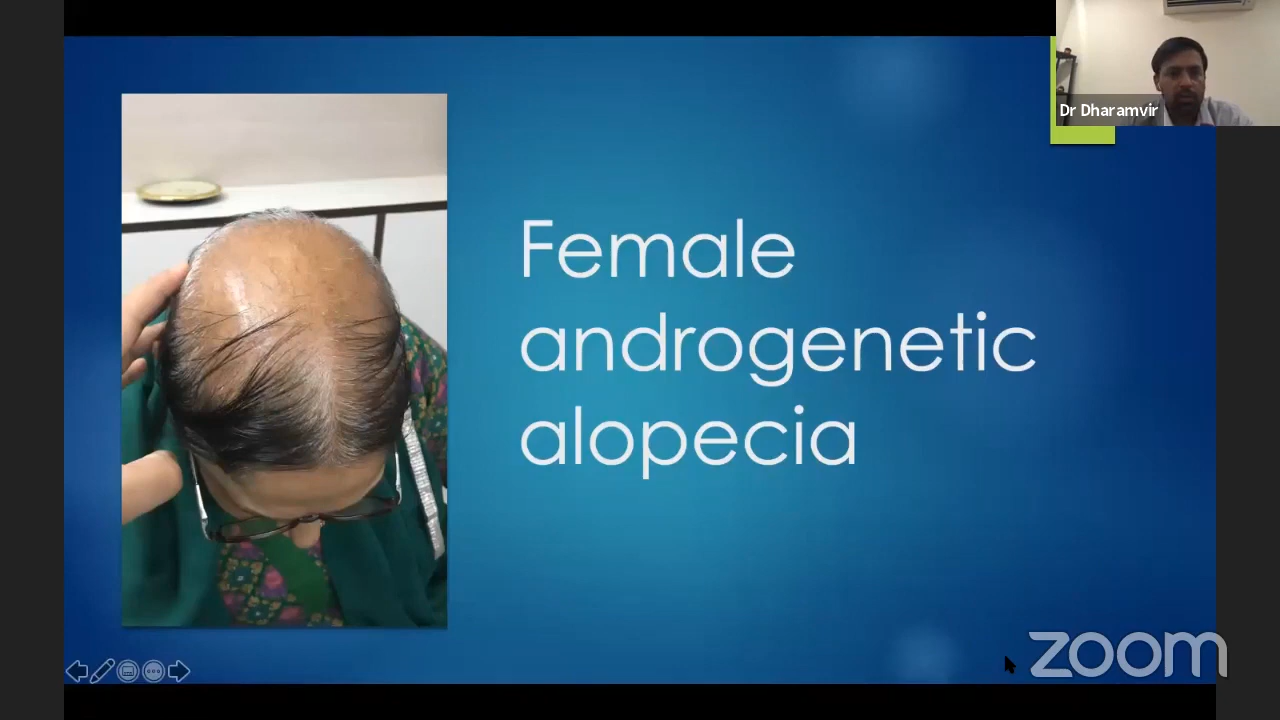 Dr Dharamvir
Female
androgenetic
alopecia
zoom